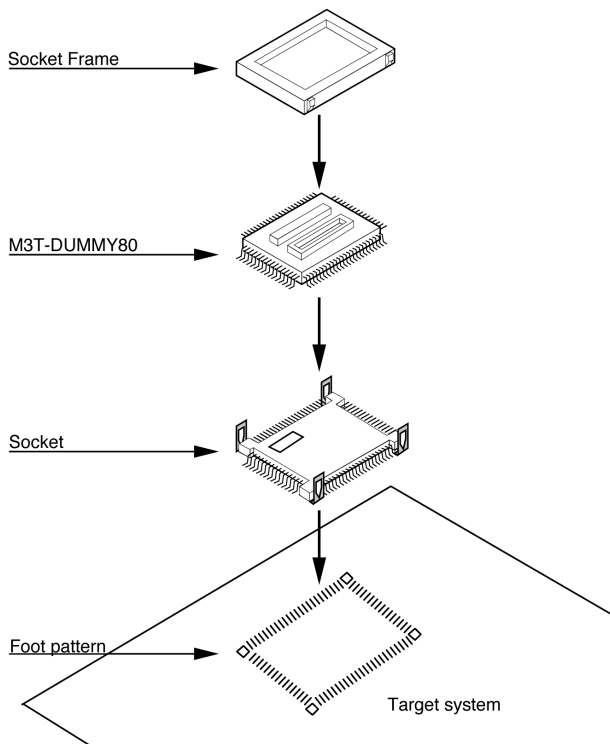 Socket Frame
M3T-DUMMY80
Socket
Foot pattern
Target system